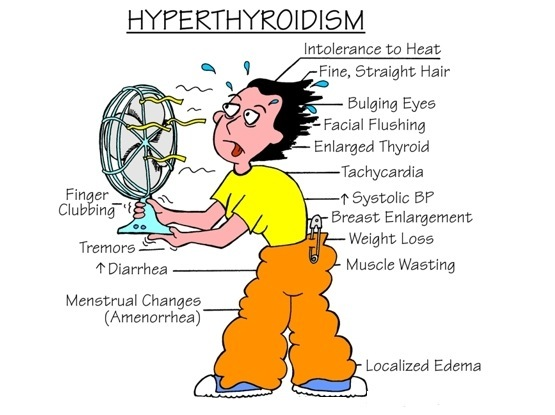 HYPERTHYROIDISM
Intolerance to Heat
Fine, Straight Hair
Bulging Eyes
Facial Flushing
Enlarged Thyroid
Tachycardia
↑ Systolic BP
Breast Enlargement
Weight Loss
Muscle Wasting
Localized Edema
Finger
Clubbing
Tremors
↑ Diarrhea
Menstrual Changes
(Amenorrhea)